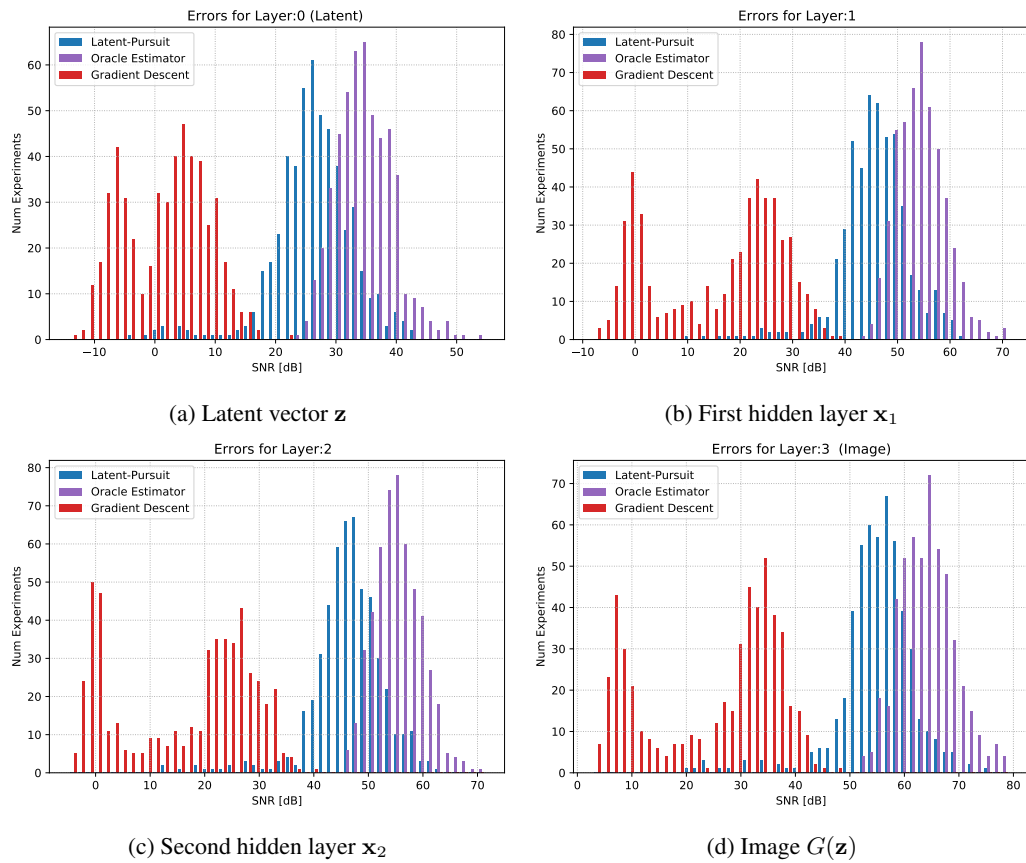 Errors for Layer:0 (Latent)
Latent-Pursuit
Oracle Estimator
Gradient Descent
Num Experiments
0
10
20
30
40
50
60
−10
0
10
20
30
40
50
SNR [dB]
(a) Latent vector z
Errors for Layer:1
Latent-Pursuit
Oracle Estimator
Gradient Descent
Num Experiments
0
10
20
30
40
50
60
70
80
−10
0
10
20
30
40
50
60
70
SNR [dB]
(b) First hidden layer x₁
Errors for Layer:2
Latent-Pursuit
Oracle Estimator
Gradient Descent
Num Experiments
0
10
20
30
40
50
60
70
80
0
10
20
30
40
50
60
70
SNR [dB]
(c) Second hidden layer x₂
Errors for Layer:3 (Image)
Latent-Pursuit
Oracle Estimator
Gradient Descent
Num Experiments
0
10
20
30
40
50
60
70
0
10
20
30
40
50
60
70
80
SNR [dB]
(d) Image G(z)